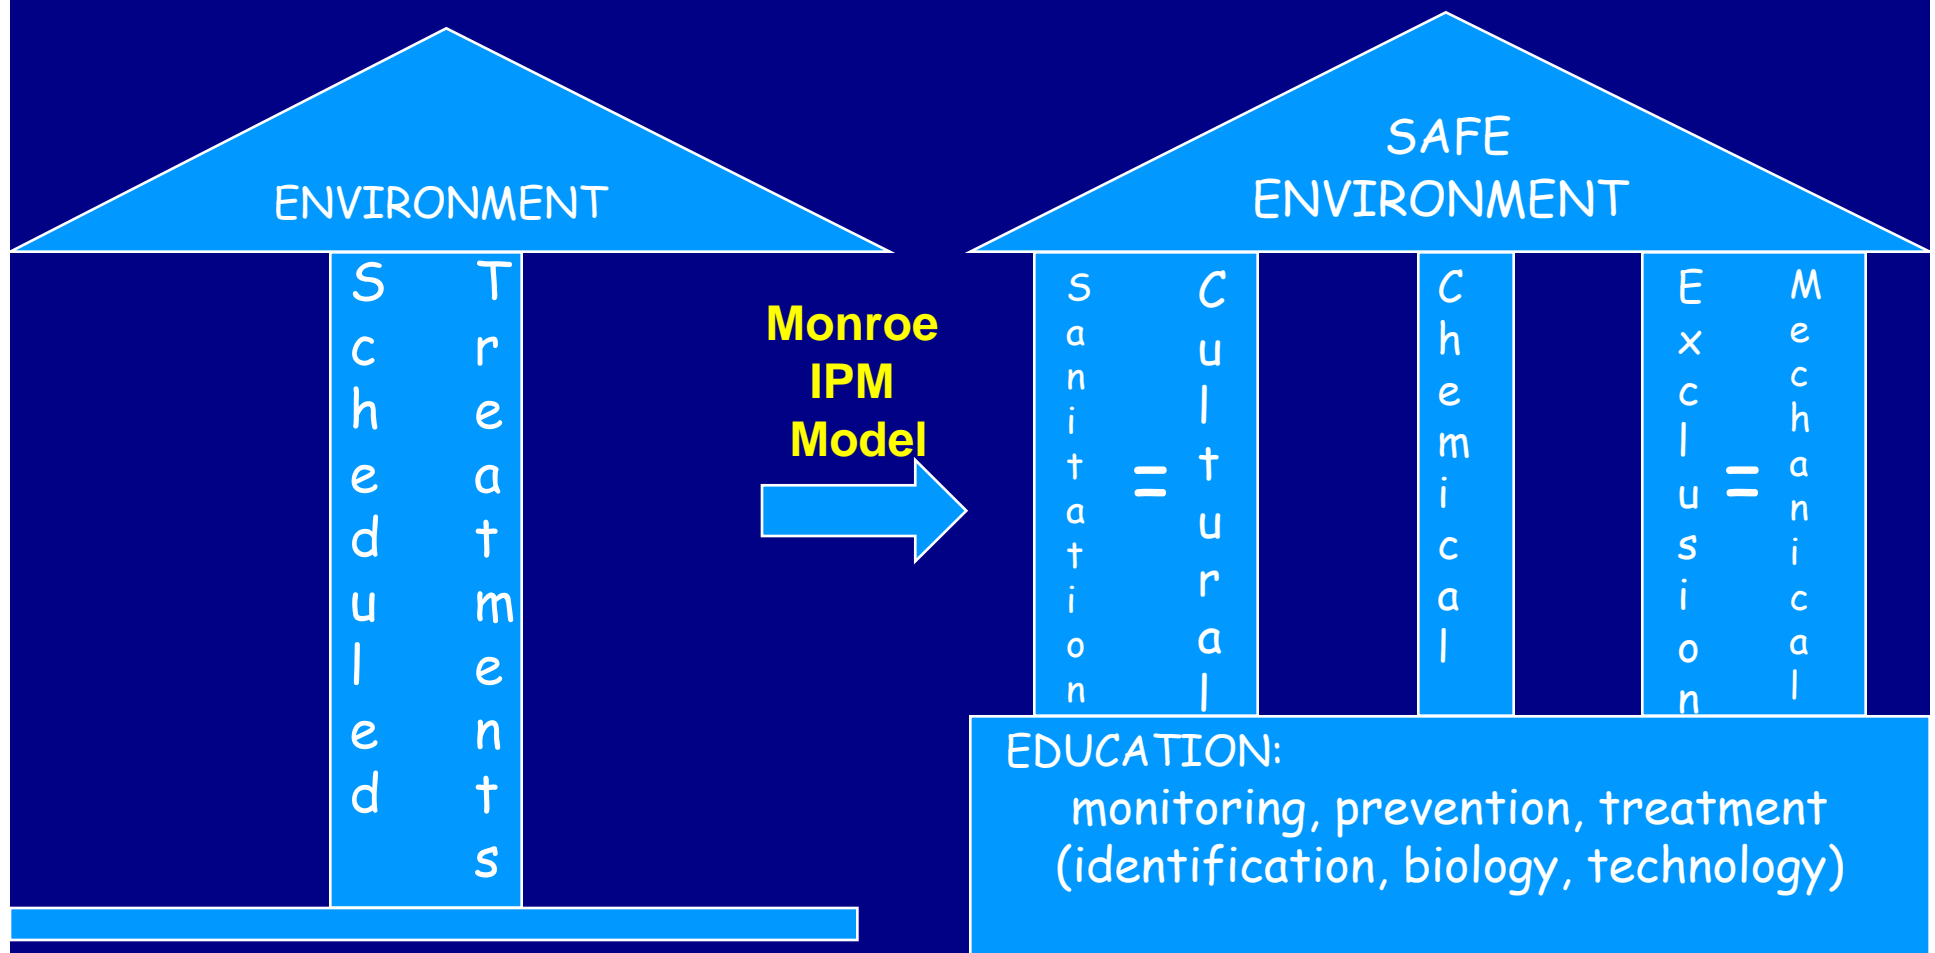 ENVIRONMENT
Scheduled
Treatments
Monroe
IPM
Model
SAFE
ENVIRONMENT
Sanitation
=
Cultural
Chemical
Exclusion
=
Mechanical
EDUCATION:
monitoring, prevention, treatment
(identification, biology, technology)